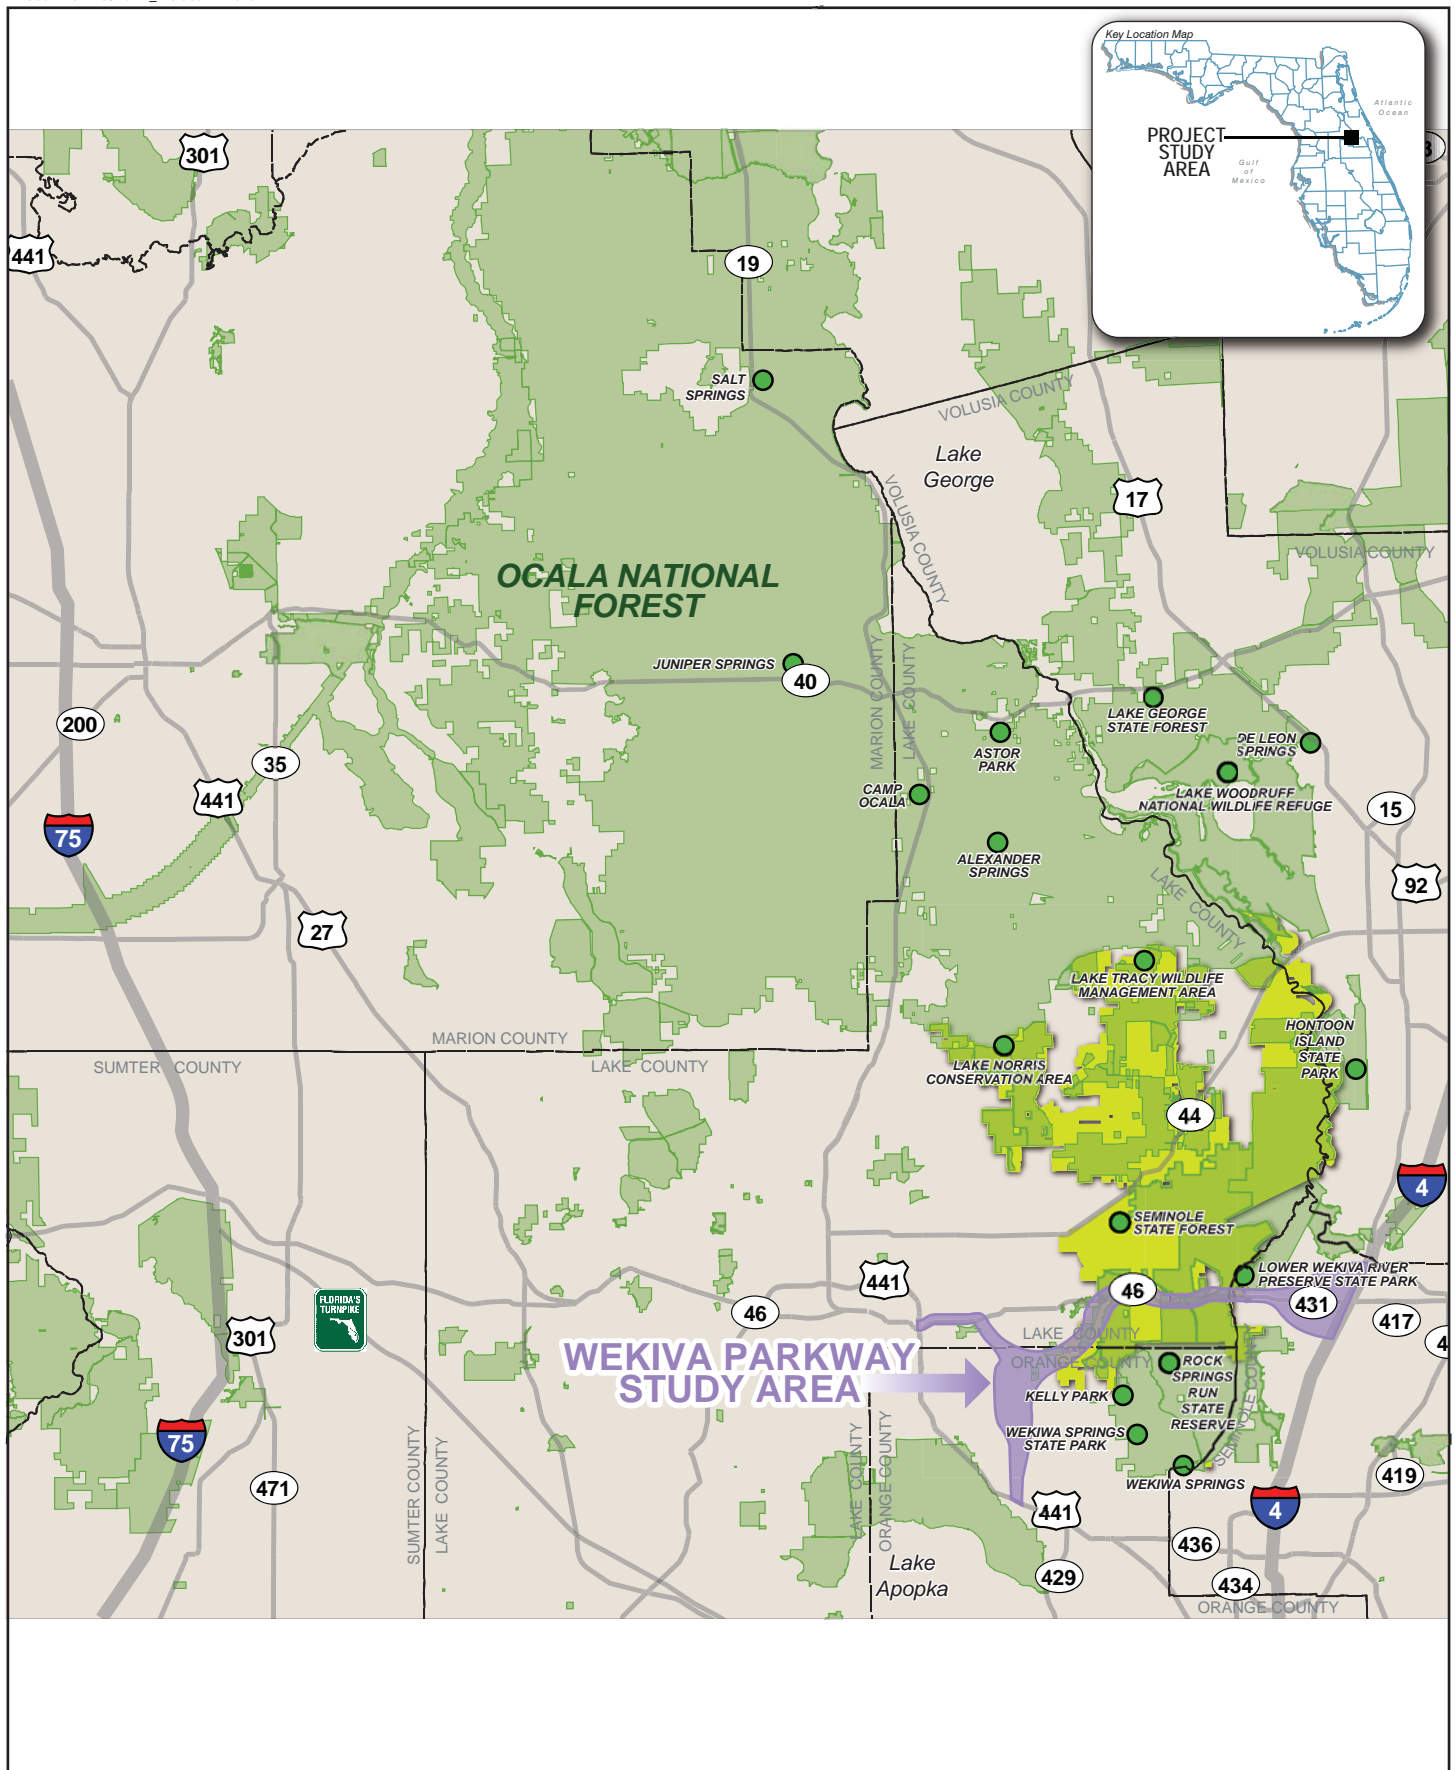 Key Location Map
Atlantic
Ocean
PROJECT
STUDY
AREA
Gulf
of
Mexico
301
441
19
SALT
SPRINGS
VOLUSIA COUNTY
Lake
George
17
VOLUSIA COUNTY
VOLUSIA COUNTY
OCALA NATIONAL
FOREST
JUNIPER SPRINGS
40
MARION COUNTY
LAKE COUNTY
200
35
441
75
LAKE GEORGE
STATE FOREST
ASTOR
PARK
DE LEON
SPRINGS
CAMP
OCALA
LAKE WOODRUFF
NATIONAL WILDLIFE REFUGE
15
ALEXANDER
SPRINGS
LAKE COUNTY
92
27
LAKE TRACY WILDLIFE
MANAGEMENT AREA
HONTOON
ISLAND
STATE
PARK
MARION COUNTY
SUMTER COUNTY
LAKE COUNTY
LAKE NORRIS
CONSERVATION AREA
44
4
SEMINOLE
STATE FOREST
LOWER WEKIVA RIVER
PRESERVE STATE PARK
441
46
46
431
417
FLORIDA'S
TURNPIKE
301
LAKE COUNTY
ORANGE COUNTY
WEKIVA PARKWAY
STUDY AREA
ROCK
SPRINGS
RUN
STATE
RESERVE
KELLY PARK
WEKIWA SPRINGS
STATE PARK
SEMINOLE COUNTY
75
471
SUMTER COUNTY
LAKE COUNTY
LAKE COUNTY
ORANGE COUNTY
WEKIWA SPRINGS
419
441
4
436
Lake
Apopka
429
434
ORANGE COUNTY